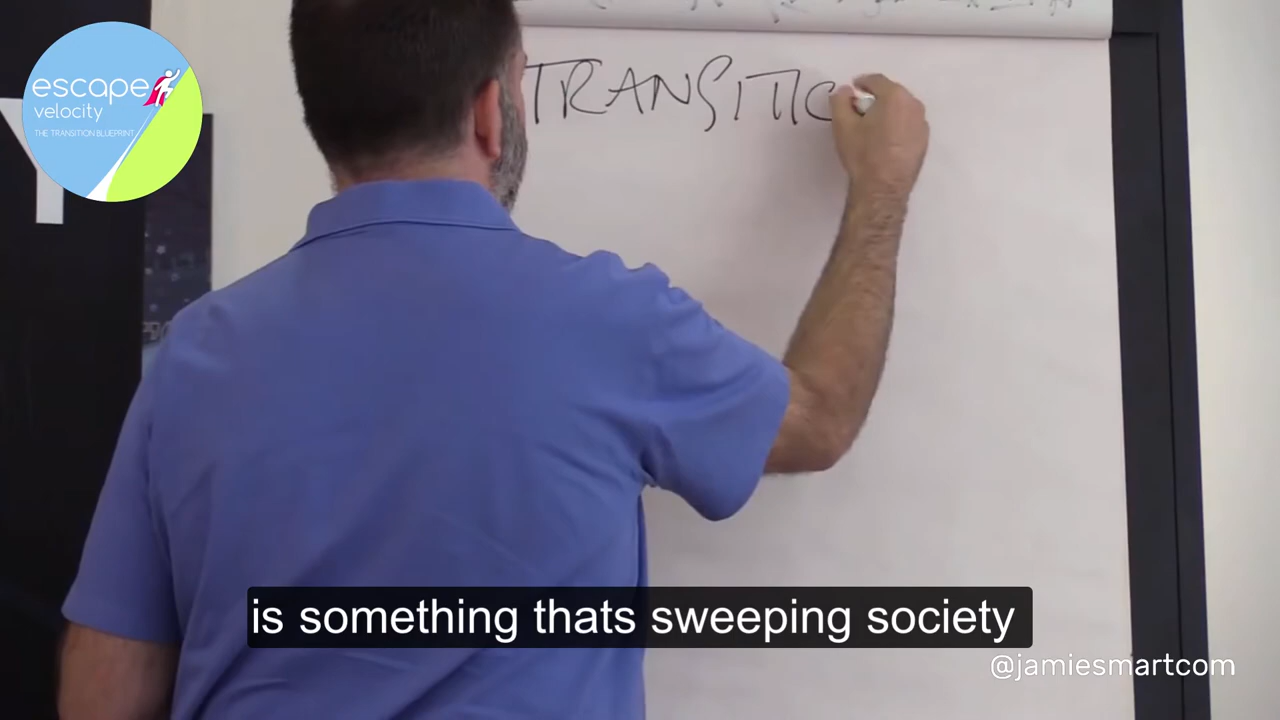 escape
velocity
THE TRANSITION BLUEPRINT
Y
TRANSITIO
is something thats sweeping society
@jamiesmartcom